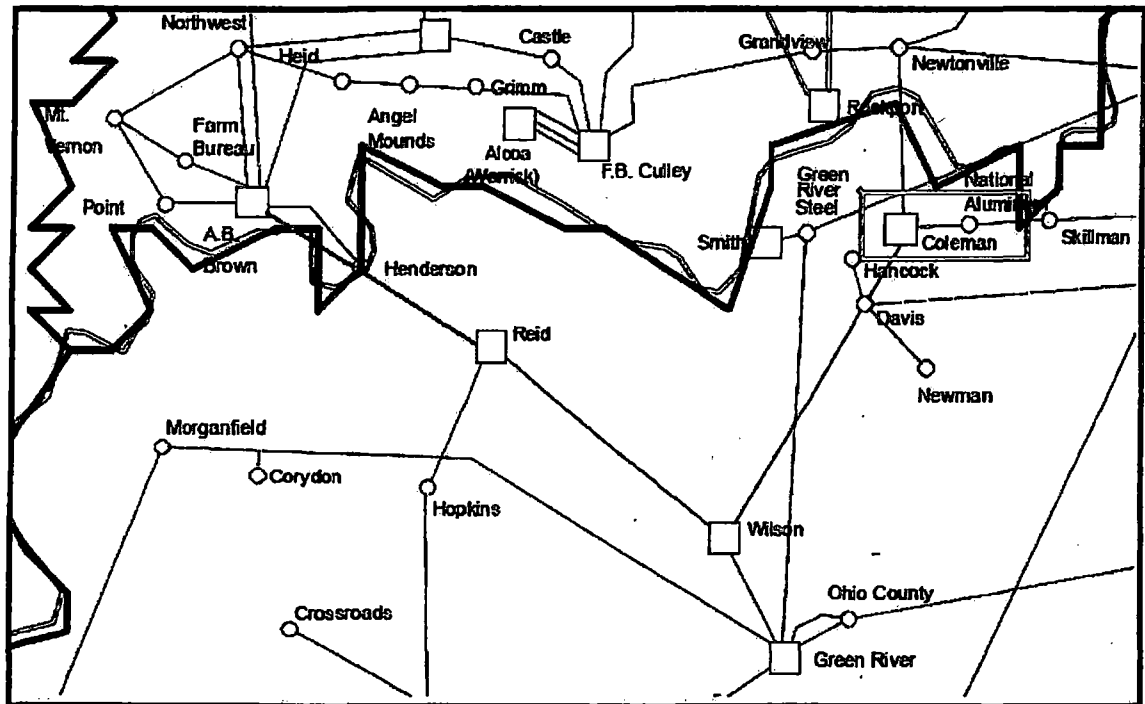 Northwest
Heid
Castle
Grandview
Newtonville
Mt.
Vernon
Farm
Bureau
Angel
Mounds
Grimm
Alcoa
(Warrick)
F.B. Culley
Rockport
Green
River
Steel
National
Aluminum
Point
A.B.
Brown
Henderson
Smith
Coleman
Skillman
Hancock
Davis
Reid
Newman
Morganfield
Corydon
Hopkins
Wilson
Ohio County
Crossroads
Green River